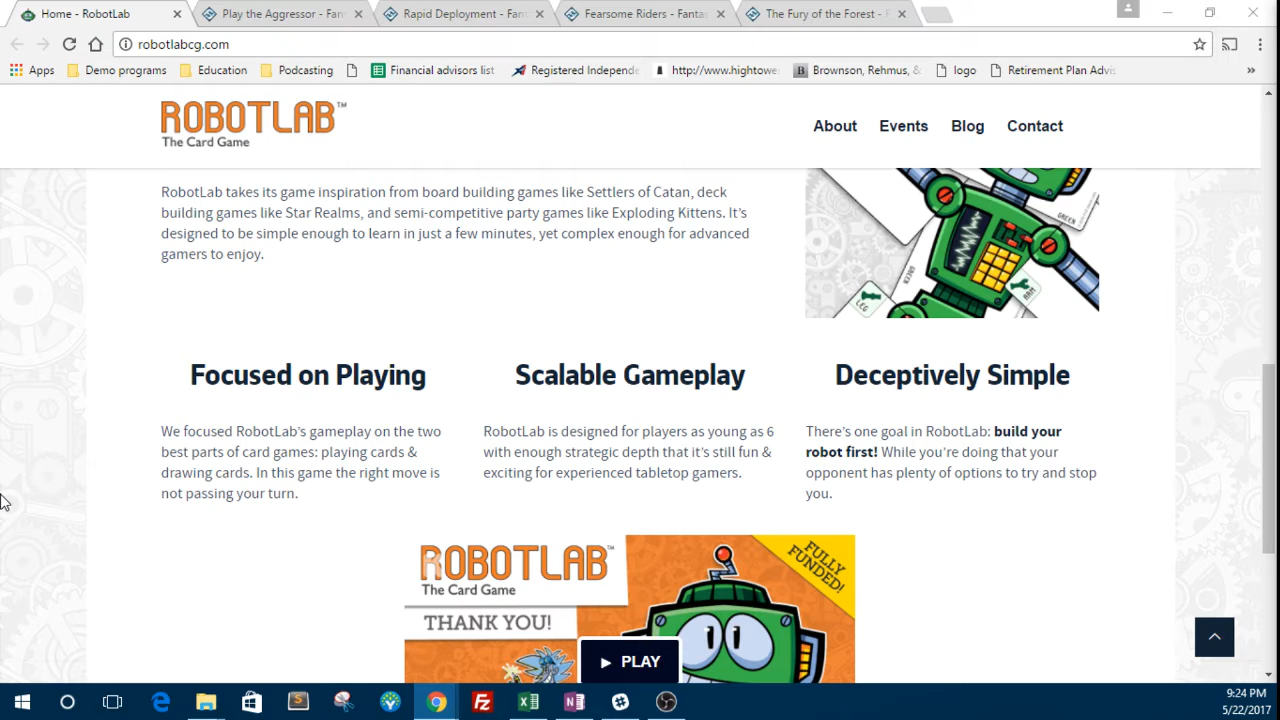 Home - RobotLab
Play the Aggressor - Fan
Rapid Deployment - Fant
Fearsome Riders - Fantas
The Fury of the Forest - F
robotlabcg.com
Apps
Demo programs
Education
Podcasting
Financial advisors list
Registered Independe
http://www.hightowe
Brownson, Rehmus, &
logo
Retirement Plan Advis
ROBOTLAB™
The Card Game
About
Events
Blog
Contact
RobotLab takes its game inspiration from board building games like Settlers of Catan, deck
building games like Star Realms, and semi-competitive party games like Exploding Kittens. It's
designed to be simple enough to learn in just a few minutes, yet complex enough for advanced
gamers to enjoy.
GREEN
GREEN
LEG
ARM
Focused on Playing
We focused RobotLab's gameplay on the two
best parts of card games: playing cards &
drawing cards. In this game the right move is
not passing your turn.
Scalable Gameplay
RobotLab is designed for players as young as 6
with enough strategic depth that it's still fun &
exciting for experienced tabletop gamers.
Deceptively Simple
There's one goal in RobotLab: build your
robot first! While you're doing that your
opponent has plenty of options to try and stop
you.
ROBOTLAB™
The Card Game
THANK YOU!
FULLY
FUNDED!
PLAY
9:24 PM
5/22/2017